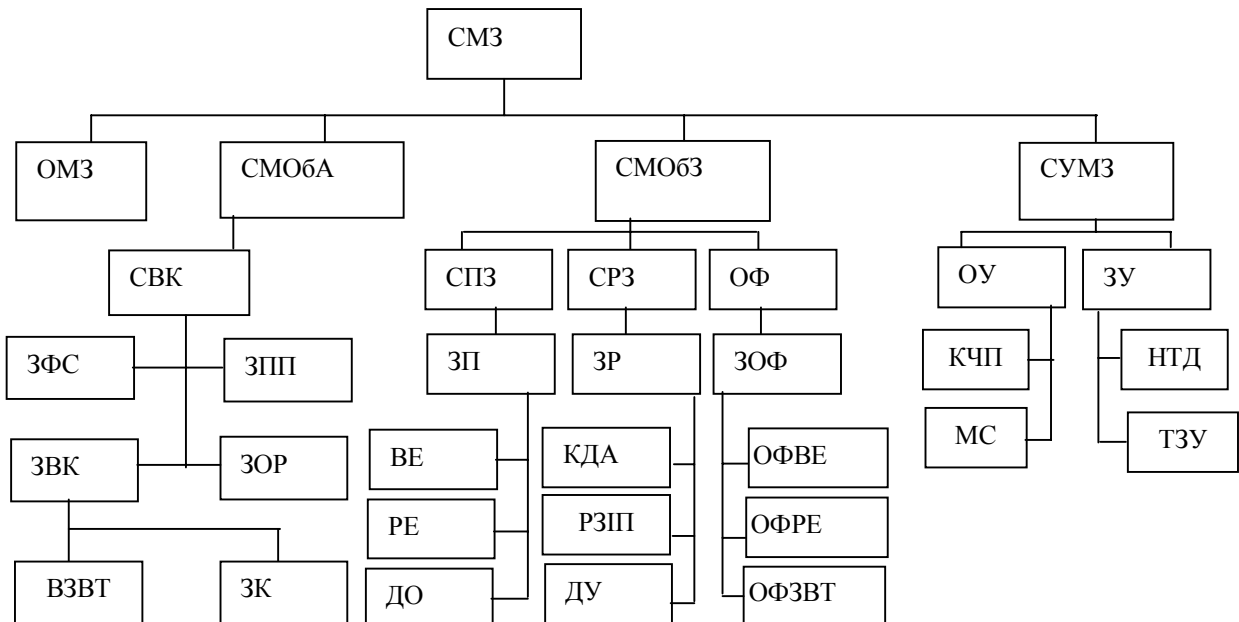 СМЗ
ОМЗ
СМОбА
СМОбЗ
СУМЗ
СВК
СПЗ
СРЗ
ОФ
ОУ
ЗУ
ЗФС
ЗПП
ЗП
ЗР
ЗОФ
КЧП
НТД
ЗВК
ЗОР
ВЕ
КДА
ОФВЕ
МС
ТЗУ
РЕ
РЗІП
ОФРЕ
ВЗВТ
ЗК
ДО
ДУ
ОФЗВТ